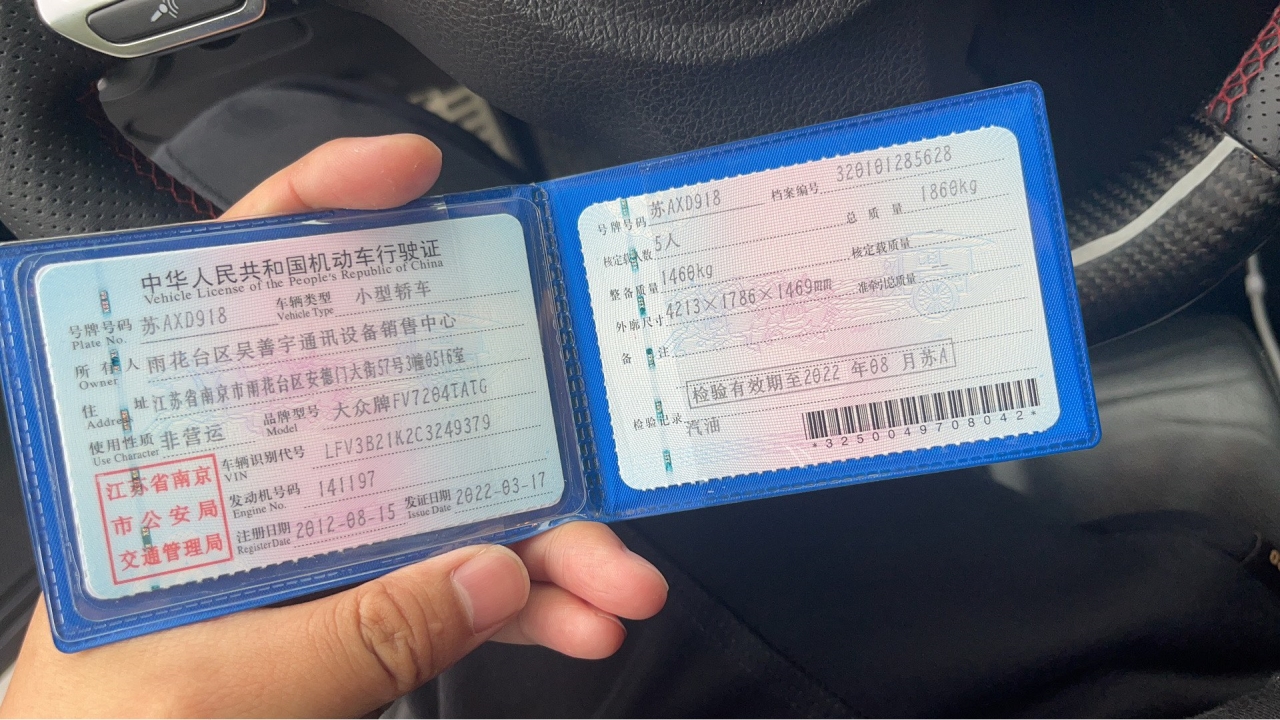 中华人民共和国机动车行驶证
Vehicle License of the People's Republic of China
号牌号码 苏AXD918 车辆类型 小型轿车
Plate No. Vehicle Type
所有人 雨花台区吴善宇通讯设备销售中心
Owner
住址 江苏省南京市雨花台区安德门大街57号3幢0516室
Address
使用性质 非营运 品牌型号 大众牌FV7204TATG
Use Character Model
江苏省南京
市公安局
交通管理局
车辆识别代号 LFV3B21K2C3249379
VIN
发动机号码 141197
Engine No.
注册日期 2012-08-15 发证日期 2022-03-17
Register Date Issue Date
号牌号码 苏AXD918 档案编号 320101285628
核定载人数 5人 总质量 1860kg
整备质量 1460kg 核定载质量
外廓尺寸 4213×1786×1469mm 准牵引总质量
备注
检验有效期至2022年08月苏A
检验记录 汽油
*3250049708042*